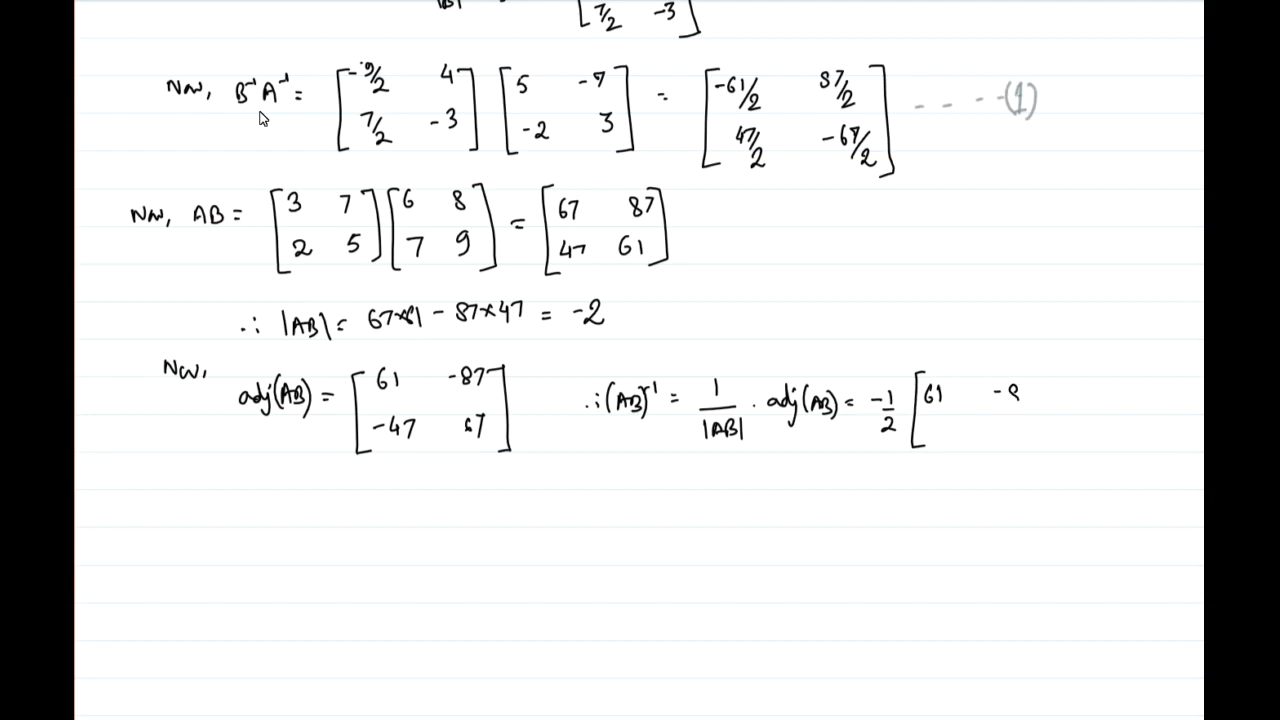 |B| [7/2 -3]
Now, B⁻¹A⁻¹ = [-9/2 4; 7/2 -3] [5 -7; -2 3] = [-61/2 87/2; 47/2 -67/2] - - - -(1)
Now, AB = [3 7; 2 5] [6 8; 7 9] = [67 87; 47 61]
∴ |AB| = 67×61 - 87×47 = -2
Now,
adj(AB) = [61 -87; -47 67] ∴ (AB)⁻¹ = 1/|AB| . adj(AB) = -1/2 [61 -